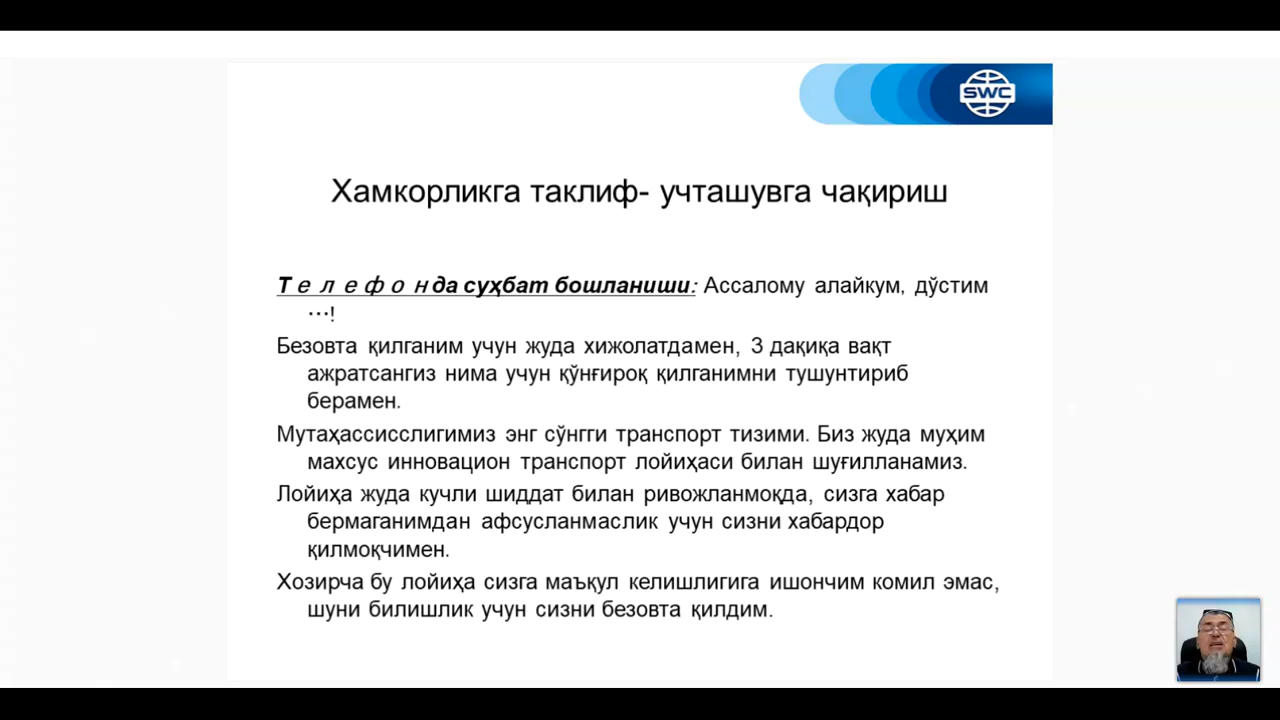 SWC
Хамкорликга таклиф- учташувга чақириш
Телефонда суҳбат бошланиши: Ассалому алайкум, дўстим
…!
Безовта қилганим учун жуда хижолатдамен, 3 дақиқа вақт
ажратсангиз нима учун қўнғироқ қилганимни тушунтириб
берамен.
Мутаҳассисслигимиз энг сўнгги транспорт тизими. Биз жуда муҳим
махсус инновацион транспорт лойиҳаси билан шуғилланамиз.
Лойиҳа жуда кучли шиддат билан ривожланмоқда, сизга хабар
бермаганимдан афсусланмаслик учун сизни хабардор
қилмоқчимен.
Хозирча бу лойиҳа сизга маъқул келишлигига ишончим комил эмас,
шуни билишлик учун сизни безовта қилдим.